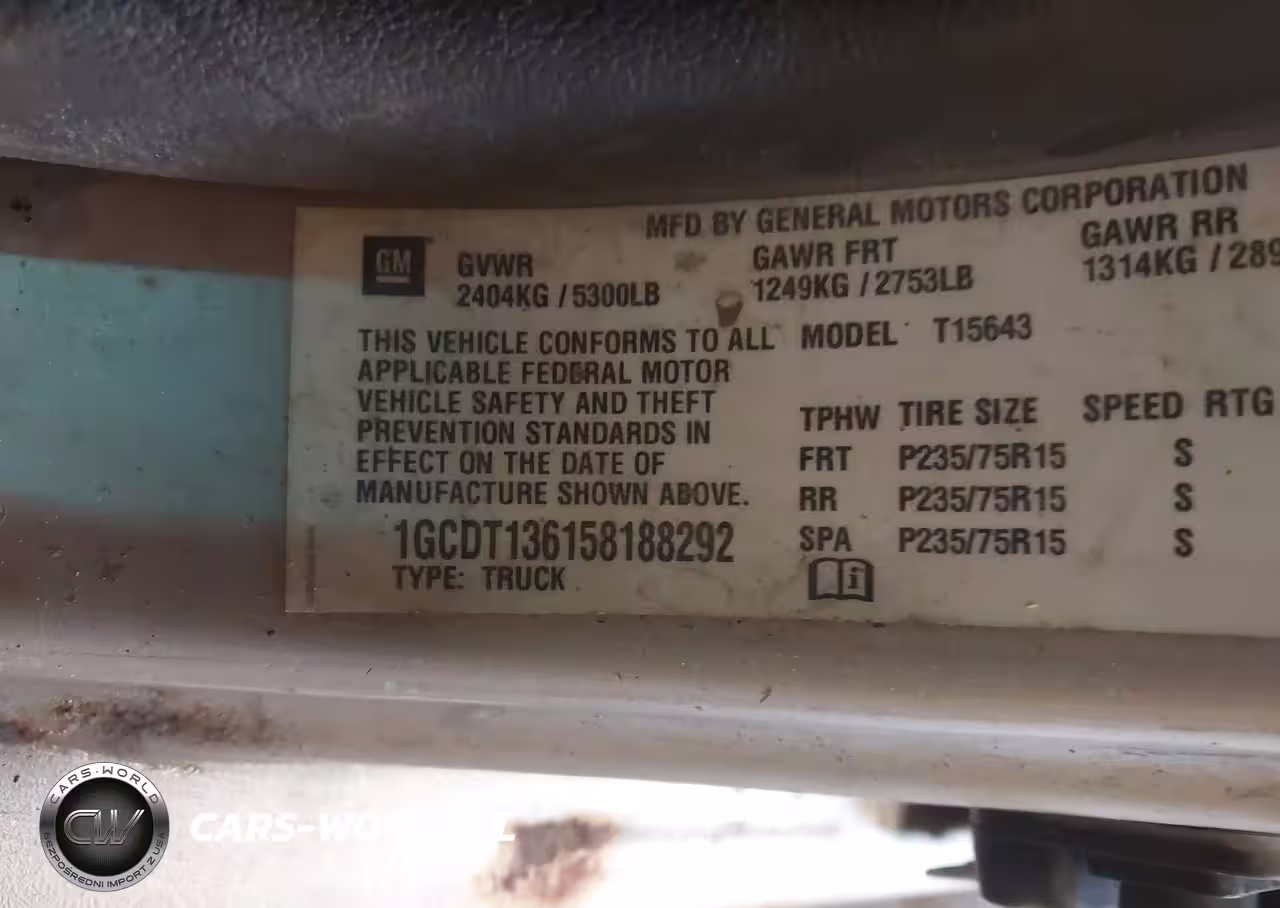 MFD BY GENERAL MOTORS CORPORATION
GM
GVWR GAWR FRT GAWR RR
2404KG / 5300LB 1249KG / 2753LB 1314KG / 289
THIS VEHICLE CONFORMS TO ALL MODEL T15643
APPLICABLE FEDERAL MOTOR
VEHICLE SAFETY AND THEFT
PREVENTION STANDARDS IN
EFFECT ON THE DATE OF
MANUFACTURE SHOWN ABOVE.
TPHW TIRE SIZE SPEED RTG
FRT P235/75R15 S
RR P235/75R15 S
SPA P235/75R15 S
1GCDT136158188292
TYPE: TRUCK
i
CARS-WORLD
CW
BEZPOŚREDNI IMPORT Z USA